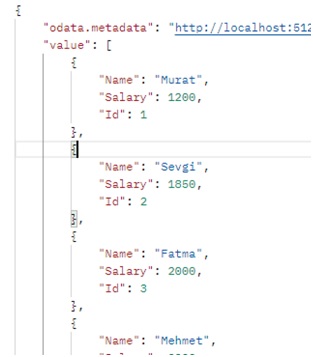 {
"odata.metadata": "http://localhost:512
"value": [
{
"Name": "Murat",
"Salary": 1200,
"Id": 1
},
{
"Name": "Sevgi",
"Salary": 1850,
"Id": 2
},
{
"Name": "Fatma",
"Salary": 2000,
"Id": 3
},
{
"Name": "Mehmet",